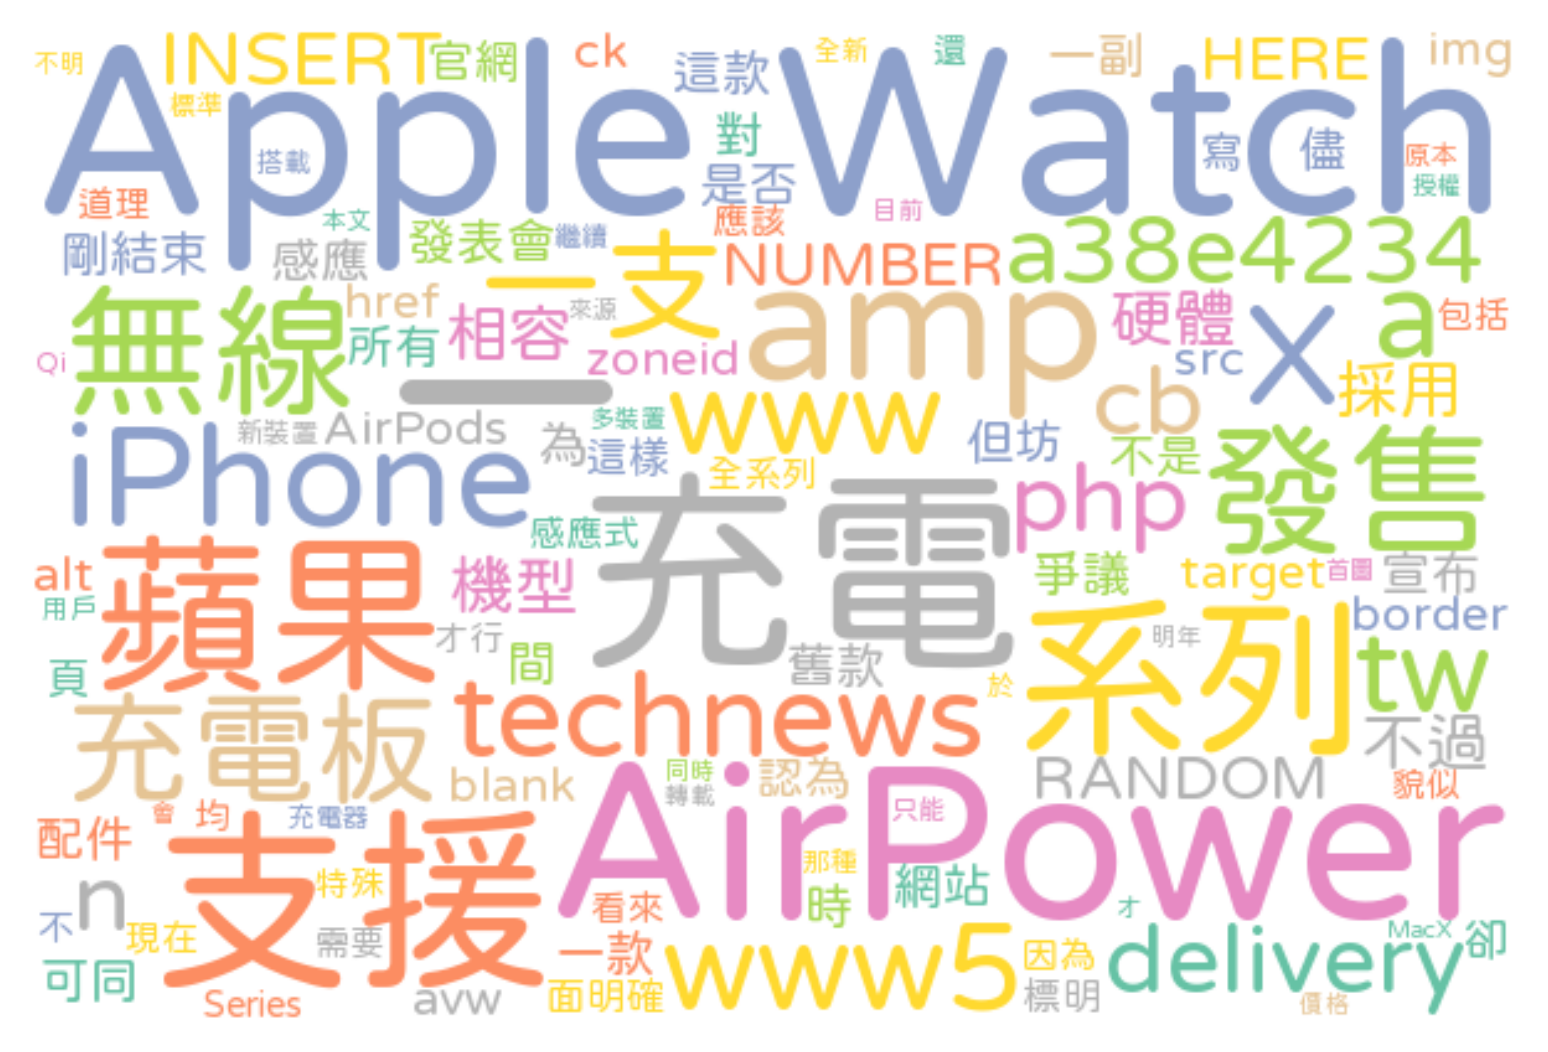 不明 INSERT 官網 ck 這款 全新 還 一副 HERE img
Apple Watch
標準 對 寫 儘 原本
搭載 是否 授權
道理 本文 應該 目前
剛結束 感應 發表會 繼續 一支 NUMBER a38e4234
無線 href 相容 來源 amp 硬體 X a 包括
Qi 所有 zoneid src 採用
一 www cb
iPhone 新裝置 AirPods 為 多裝置 這樣 但坊 不是 發售
全系列
充電 php
感應式
alt 蘋果 機型 爭議 target 首圖 宣布
用戶 才行 系列 明年 border
頁 間 舊款 tw
充電板 technews 於 不過
blank 同時 認為 RANDOM 貌似
轉載
會 均 充電器 AirPower 只能
配件 支援
n 特殊 那種 網站
不 現在 需要 看來 時 才 MacX 卻
可同 一款 www5 因為 delivery
Series avw 面明確 標明 價格